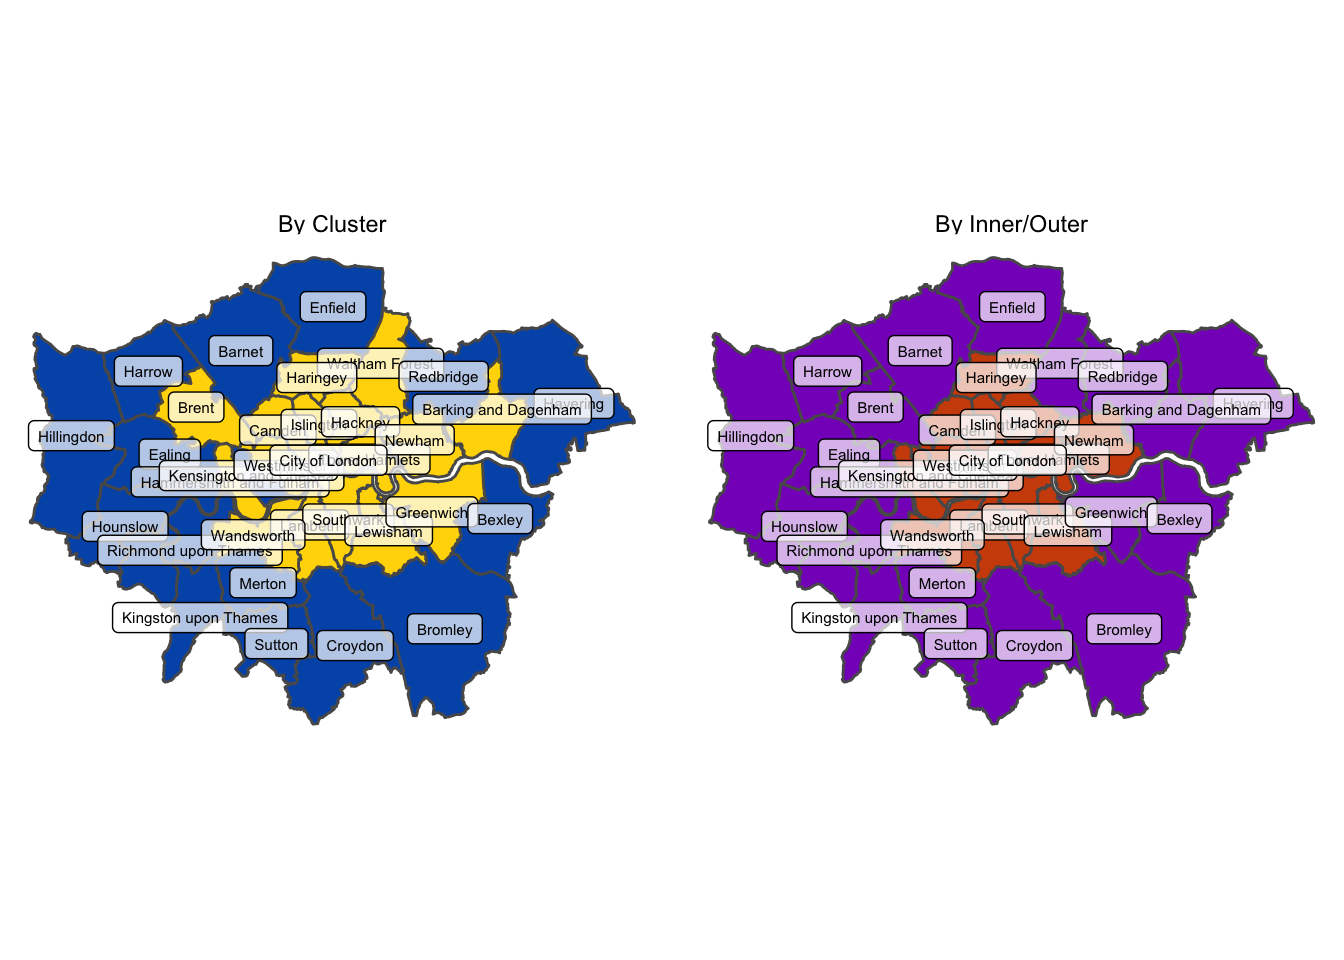 By Cluster
Enfield
Barnet
Waltham Forest
Harrow
Haringey
Redbridge
Brent
Barking and Dagenham
Havering
Camden
Islington
Hackney
Hillingdon
Newham
Ealing
Westminster
City of London
Hamlets
Kensington and
Hammersmith and Fulham
Hounslow
Lambeth
Southwark
Greenwich
Bexley
Wandsworth
Lewisham
Richmond upon Thames
Merton
Kingston upon Thames
Sutton
Croydon
Bromley
By Inner/Outer
Enfield
Barnet
Waltham Forest
Harrow
Haringey
Redbridge
Brent
Barking and Dagenham
Havering
Camden
Islington
Hackney
Hillingdon
Newham
Ealing
Westminster
City of London
Hamlets
Kensington and
Hammersmith and Fulham
Hounslow
Lambeth
Southwark
Greenwich
Bexley
Wandsworth
Lewisham
Richmond upon Thames
Merton
Kingston upon Thames
Sutton
Croydon
Bromley